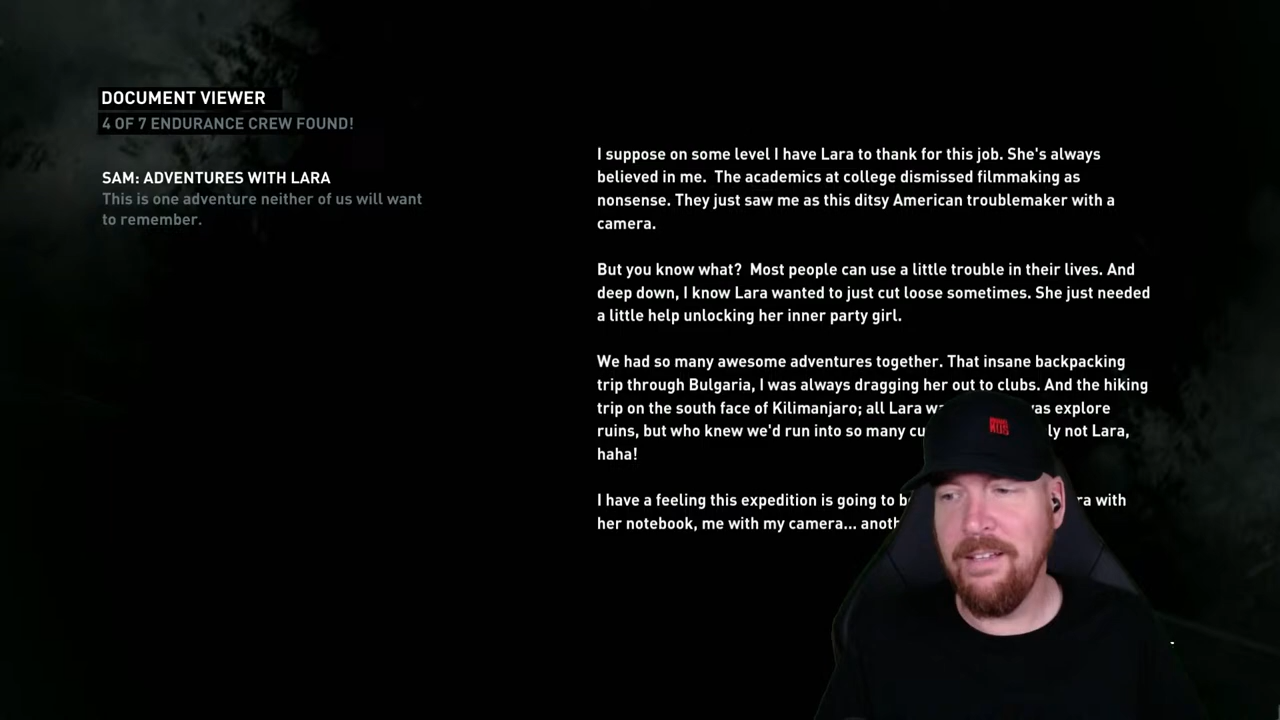 DOCUMENT VIEWER
4 OF 7 ENDURANCE CREW FOUND!
SAM: ADVENTURES WITH LARA
This is one adventure neither of us will want
to remember.
I suppose on some level I have Lara to thank for this job. She's always
believed in me.  The academics at college dismissed filmmaking as
nonsense. They just saw me as this ditsy American troublemaker with a
camera.
But you know what?  Most people can use a little trouble in their lives. And
deep down, I know Lara wanted to just cut loose sometimes. She just needed
a little help unlocking her inner party girl.
We had so many awesome adventures together. That insane backpacking
trip through Bulgaria, I was always dragging her out to clubs. And the hiking
trip on the south face of Kilimanjaro; all Lara explore
ruins, but who knew we'd run into so many not Lara,
haha!
I have a feeling this expedition is going to with
her notebook, me with my camera...